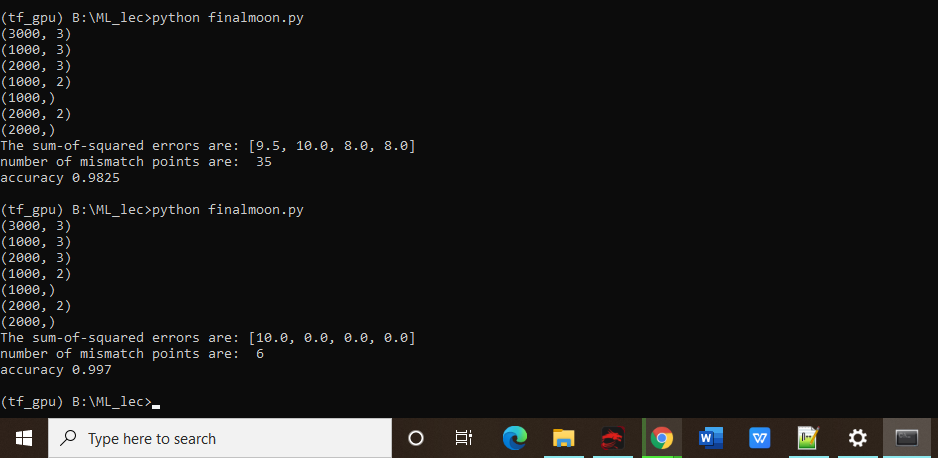 (tf_gpu) B:\ML_lec>python finalmoon.py
(3000, 3)
(1000, 3)
(2000, 3)
(1000, 2)
(1000,)
(2000, 2)
(2000,)
The sum-of-squared errors are: [9.5, 10.0, 8.0, 8.0]
number of mismatch points are:  35
accuracy 0.9825
(tf_gpu) B:\ML_lec>python finalmoon.py
(3000, 3)
(1000, 3)
(2000, 3)
(1000, 2)
(1000,)
(2000, 2)
(2000,)
The sum-of-squared errors are: [10.0, 0.0, 0.0, 0.0]
number of mismatch points are:  6
accuracy 0.997
(tf_gpu) B:\ML_lec>
Type here to search